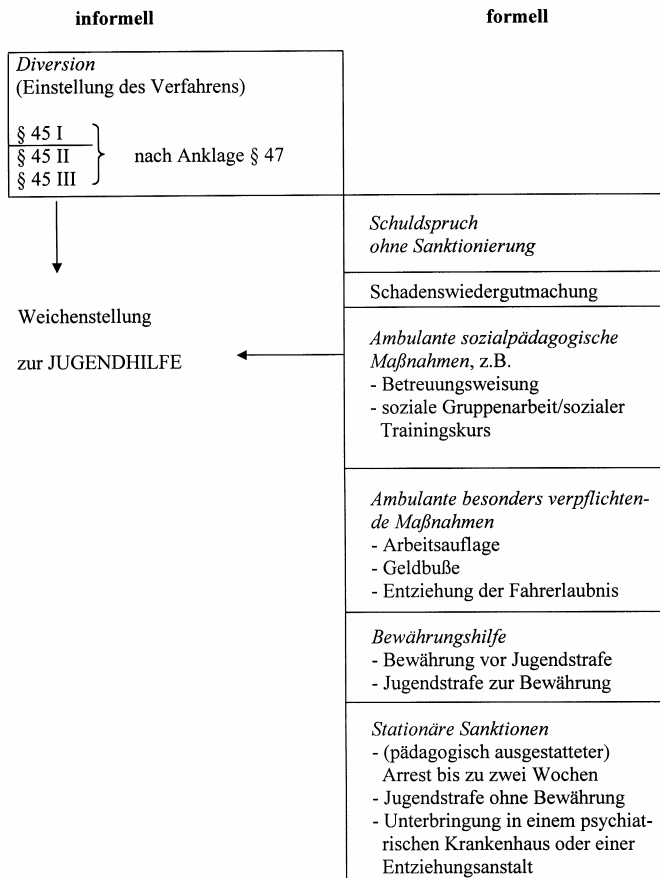 informell
formell
Diversion
(Einstellung des Verfahrens)
§ 45 I
§ 45 II
§ 45 III
nach Anklage § 47
Weichenstellung
zur JUGENDHILFE
Schuldspruch
ohne Sanktionierung
Schadenswiedergutmachung
Ambulante sozialpädagogische
Maßnahmen, z.B.
- Betreuungsweisung
- soziale Gruppenarbeit/sozialer
Trainingskurs
Ambulante besonders verpflichten-
de Maßnahmen
- Arbeitsauflage
- Geldbuße
- Entziehung der Fahrerlaubnis
Bewährungshilfe
- Bewährung vor Jugendstrafe
- Jugendstrafe zur Bewährung
Stationäre Sanktionen
- (pädagogisch ausgestatteter)
Arrest bis zu zwei Wochen
- Jugendstrafe ohne Bewährung
- Unterbringung in einem psychiat-
rischen Krankenhaus oder einer
Entziehungsanstalt